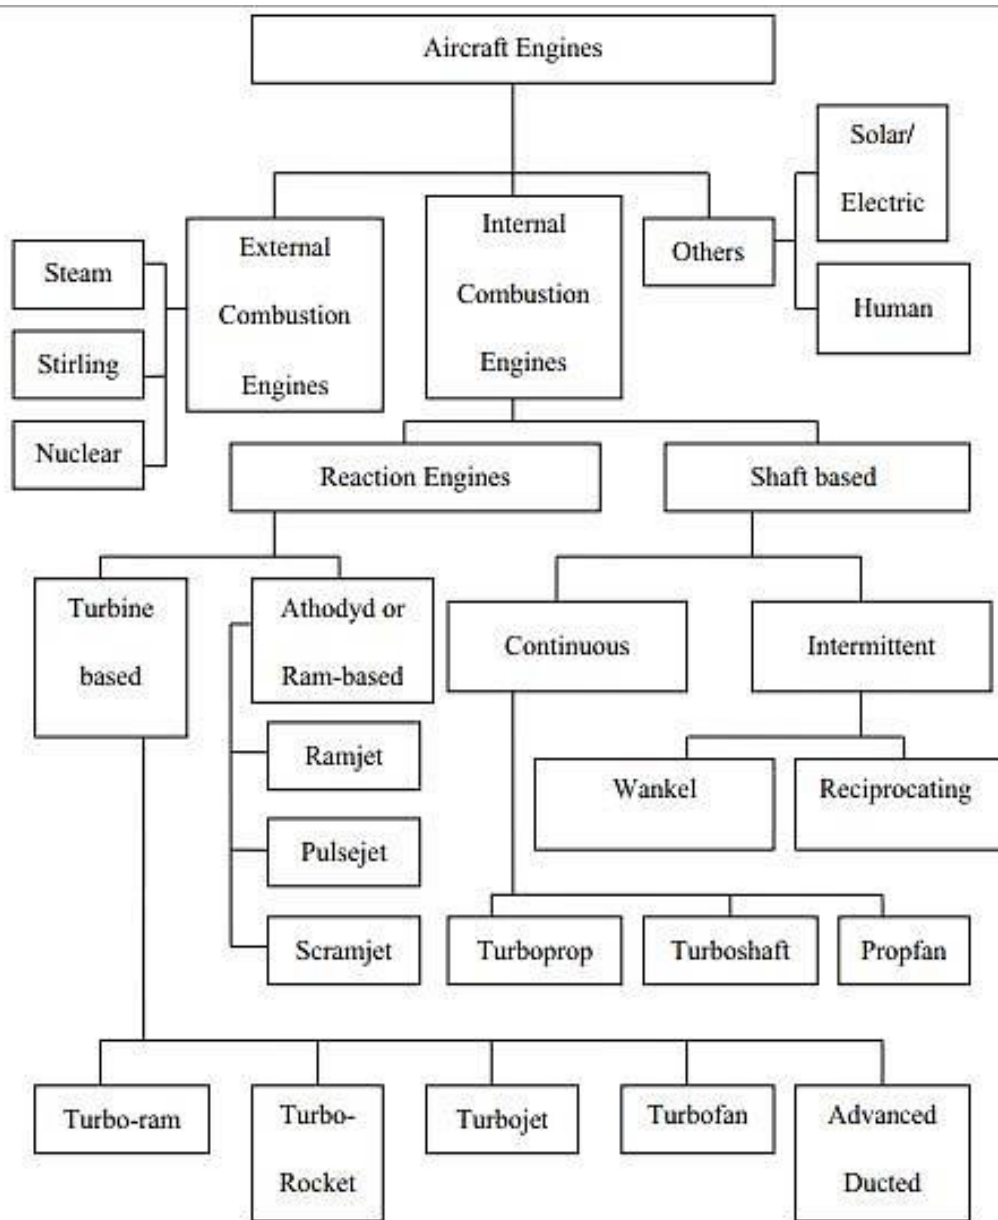 Aircraft Engines
Solar/
Electric
External
Combustion
Engines
Internal
Combustion
Engines
Others
Human
Steam
Stirling
Nuclear
Reaction Engines
Shaft based
Turbine
based
Athodyd or
Ram-based
Continuous
Intermittent
Ramjet
Pulsejet
Scramjet
Wankel
Reciprocating
Turboprop
Turboshaft
Propfan
Turbo-ram
Turbo-
Rocket
Turbojet
Turbofan
Advanced
Ducted